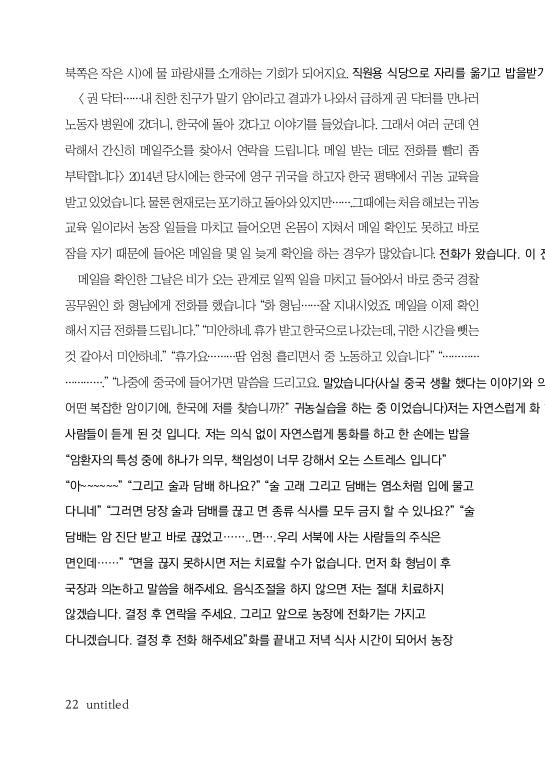 북쪽은 작은 시)에 물 파랑새를 소개하는 기회가 되어지요. 직원용 식당으로 자리를 옮기고 밥을받기
< 권 닥터……내 친한 친구가 말기 암이라고 결과가 나와서 급하게 권 닥터를 만나러
노동자 병원에 갔더니, 한국에 돌아 갔다고 이야기를 들었습니다. 그래서 여러 군데 연
락해서 간신히 메일주소를 찾아서 연락을 드립니다. 메일 받는 데로 전화를 빨리 좀
부탁합니다> 2014년 당시에는 한국에 영구 귀국을 하고자 한국 평택에서 귀농 교육을
받고 있었습니다. 물론 현재로는 포기하고 돌아와 있지만…….그때에는 처음 해보는 귀농
교육 일이라서 농장 일들을 마치고 들어오면 온몸이 지쳐서 메일 확인도 못하고 바로
잠을 자기 때문에 들어온 메일을 몇 일 늦게 확인을 하는 경우가 많았습니다. 전화가 왔습니다. 이 전
메일을 확인한 그날은 비가 오는 관계로 일찍 일을 마치고 들어와서 바로 중국 경찰
공무원인 화 형님에게 전화를 했습니다 “화 형님……잘 지내시었죠. 메일을 이제 확인
해서 지금 전화를 드립니다.” “미안하네. 휴가 받고 한국으로 나갔는데, 귀한 시간을 뺏는
것 같아서 미안하네.” “휴가요………땀 엄청 흘리면서 중 노동하고 있습니다” “…………
………….” “나중에 중국에 들어가면 말씀을 드리고요. 말았습니다(사실 중국 생활 했다는 이야기와 의
어떤 복잡한 암이기에, 한국에 저를 찾습니까?” 귀농실습을 하는 중 이었습니다)저는 자연스럽게 화
사람들이 듣게 된 것 입니다. 저는 의식 없이 자연스럽게 통화를 하고 한 손에는 밥을
“암환자의 특성 중에 하나가 의무, 책임성이 너무 강해서 오는 스트레스 입니다”
“아~~~~~~” “그리고 술과 담배 하나요?” “술 고래 그리고 담배는 염소처럼 입에 물고
다니네” “그러면 당장 술과 담배를 끊고 면 종류 식사를 모두 금지 할 수 있나요?” “술
담배는 암 진단 받고 바로 끊었고……..면….우리 서북에 사는 사람들의 주식은
면인데……” “면을 끊지 못하시면 저는 치료할 수가 없습니다. 먼저 화 형님이 후
국장과 의논하고 말씀을 해주세요. 음식조절을 하지 않으면 저는 절대 치료하지
않겠습니다. 결정 후 연락을 주세요. 그리고 앞으로 농장에 전화기는 가지고
다니겠습니다. 결정 후 전화 해주세요”화를 끝내고 저녁 식사 시간이 되어서 농장
22 untitled